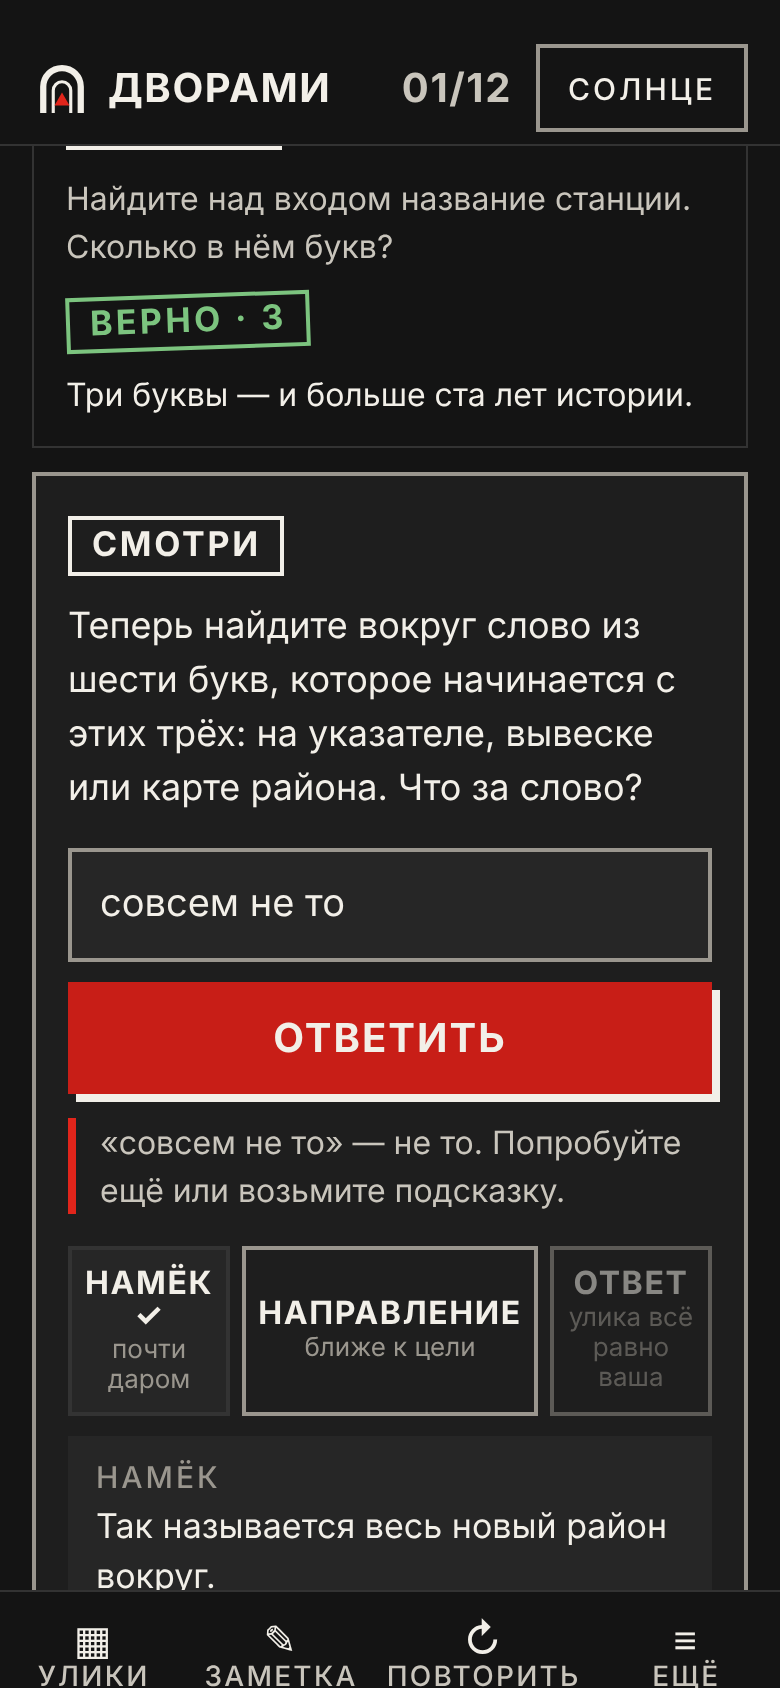 ДВОРАМИ
01/12
СОЛНЦЕ
Найдите над входом название станции.
Сколько в нём букв?
ВЕРНО · 3
Три буквы — и больше ста лет истории.
СМОТРИ
Теперь найдите вокруг слово из
шести букв, которое начинается с
этих трёх: на указателе, вывеске
или карте района. Что за слово?
совсем не то
ОТВЕТИТЬ
«совсем не то» — не то. Попробуйте
ещё или возьмите подсказку.
НАМЁК
✓
почти
даром
НАПРАВЛЕНИЕ
ближе к цели
ОТВЕТ
улика всё
равно
ваша
НАМЁК
Так называется весь новый район
вокруг.
УЛИКИ
ЗАМЕТКА
ПОВТОРИТЬ
ЕЩЁ